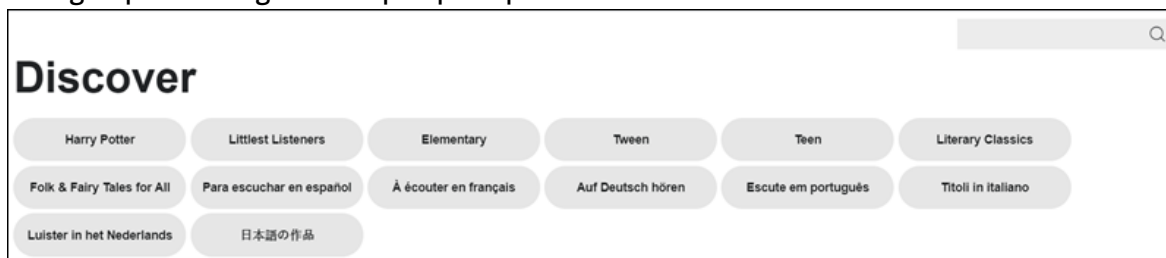 Discover
Harry Potter Littlest Listeners Elementary Tween Teen Literary Classics
Folk & Fairy Tales for All Para escuchar en español À écouter en français Auf Deutsch hören Escute em português Titoli in italiano
Luister in het Nederlands 日本語の作品